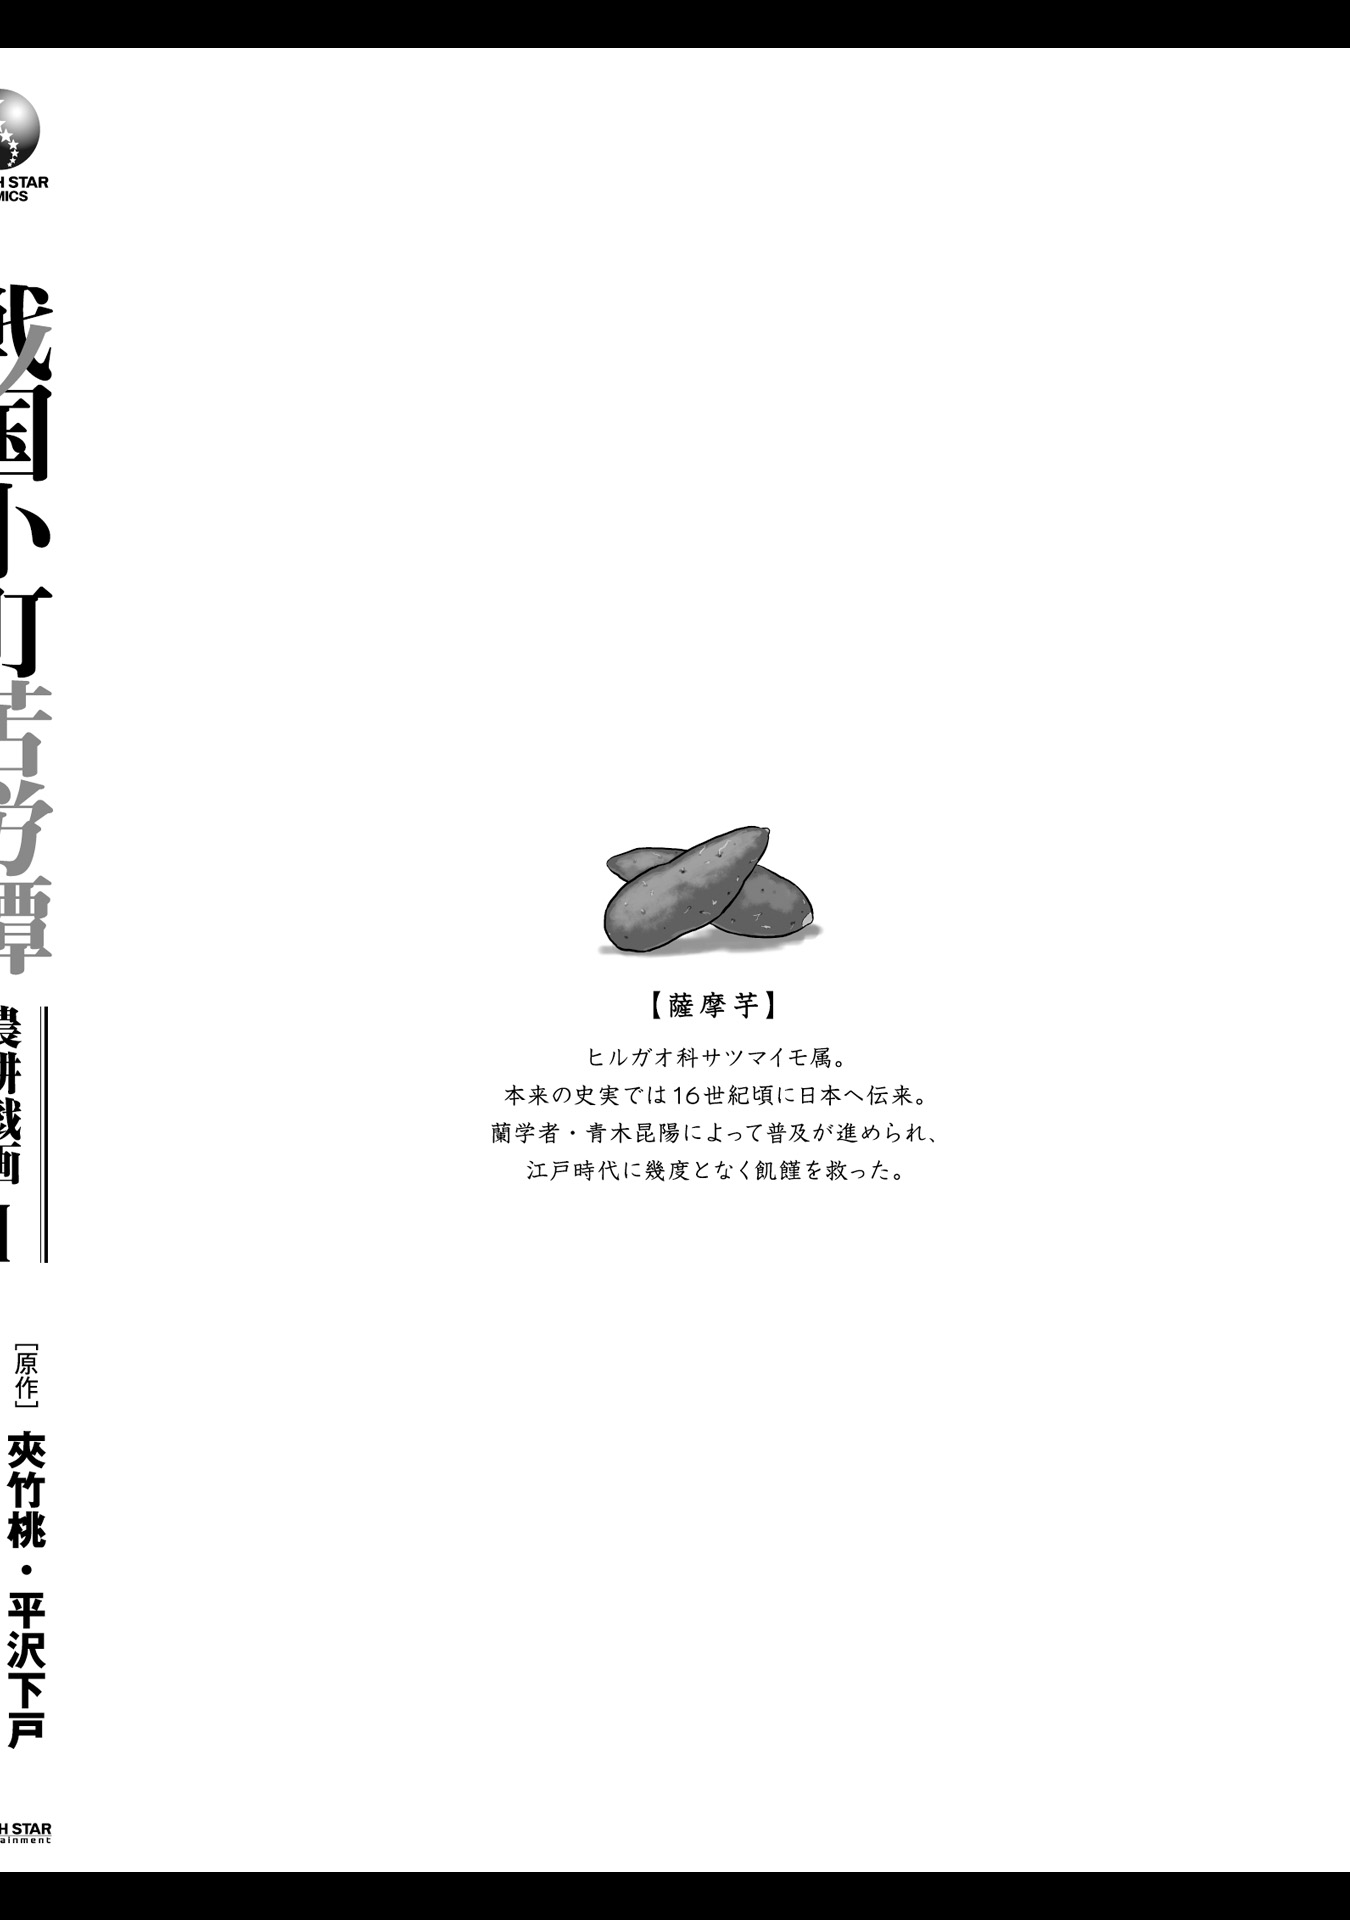 H STAR
MICS
戦国小町苦労譚
農耕戯画
I
[原作] 夾竹桃・平沢下戸
H STAR
ainment
【薩摩芋】
ヒルガオ科サツマイモ属。
本来の史実では16世紀頃に日本へ伝来。
蘭学者・青木昆陽によって普及が進められ、
江戸時代に幾度となく飢饉を救った。